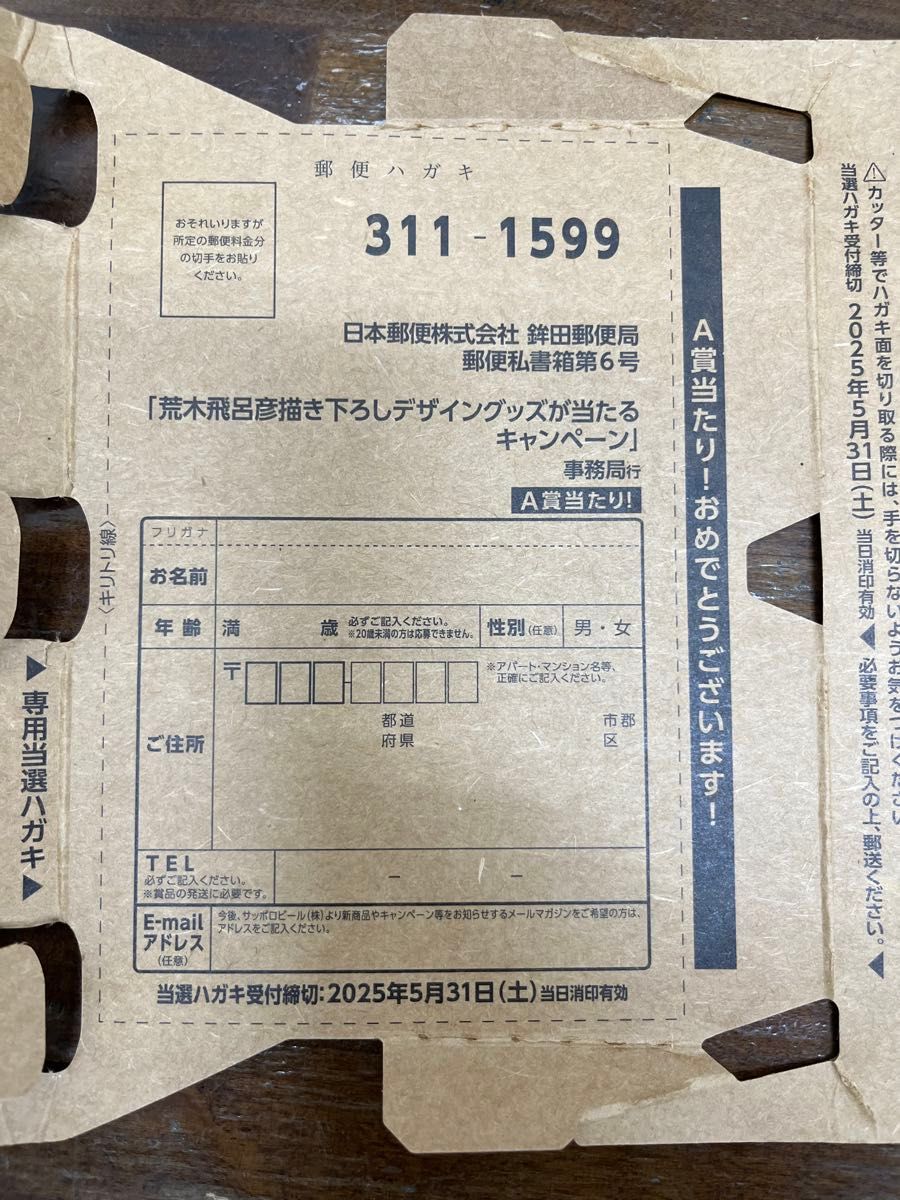 郵便ハガキ
おそれいりますが
所定の郵便料金分
の切手をお貼り
ください。
311-1599
日本郵便株式会社 鉾田郵便局
郵便私書箱第6号
「荒木飛呂彦描き下ろしデザイングッズが当たる
キャンペーン」
事務局行
A賞当たり!
フリガナ
お名前
年齢 満 歳 必ずご記入ください。
※20歳未満の方は応募できません。
性別(任意) 男・女
ご住所
〒 -
※アパート・マンション名等、
正確にご記入ください。
都道 市郡
府県 区
TEL
必ずご記入ください。
※賞品の発送に必要です。
− −
E-mail
アドレス
(任意)
今後、サッポロビール(株)より新商品やキャンペーン等をお知らせするメールマガジンをご希望の方は、
アドレスをご記入ください。
当選ハガキ受付締切:2025年5月31日(土)当日消印有効
A賞当たり!おめでとうございます!
⚠カッター等でハガキ面を切り取る際には、手を切らないようお気をつけください
当選ハガキ受付締切 2025年5月31日(土)当日消印有効 ◀ 必要事項をご記入の上、郵送ください。◀
〈キリトリ線〉
▶専用当選ハガキ▶